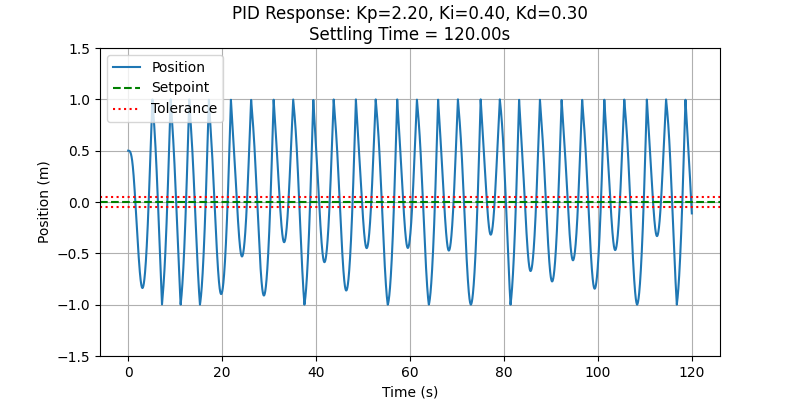 PID Response: Kp=2.20, Ki=0.40, Kd=0.30
Settling Time = 120.00s
1.5
1.0
0.5
0.0
−0.5
−1.0
−1.5
Position (m)
Position
Setpoint
Tolerance
0 20 40 60 80 100 120
Time (s)